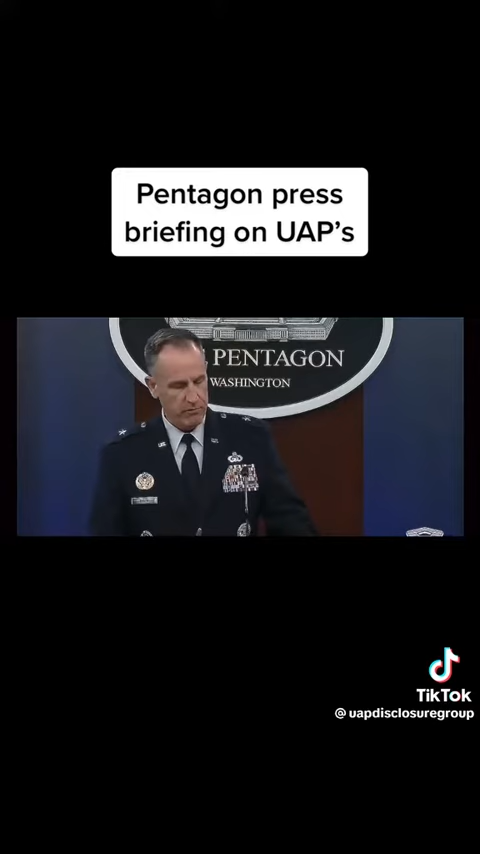 Pentagon press
briefing on UAP’s
PENTAGON
WASHINGTON
TikTok
@ uapdisclosuregroup